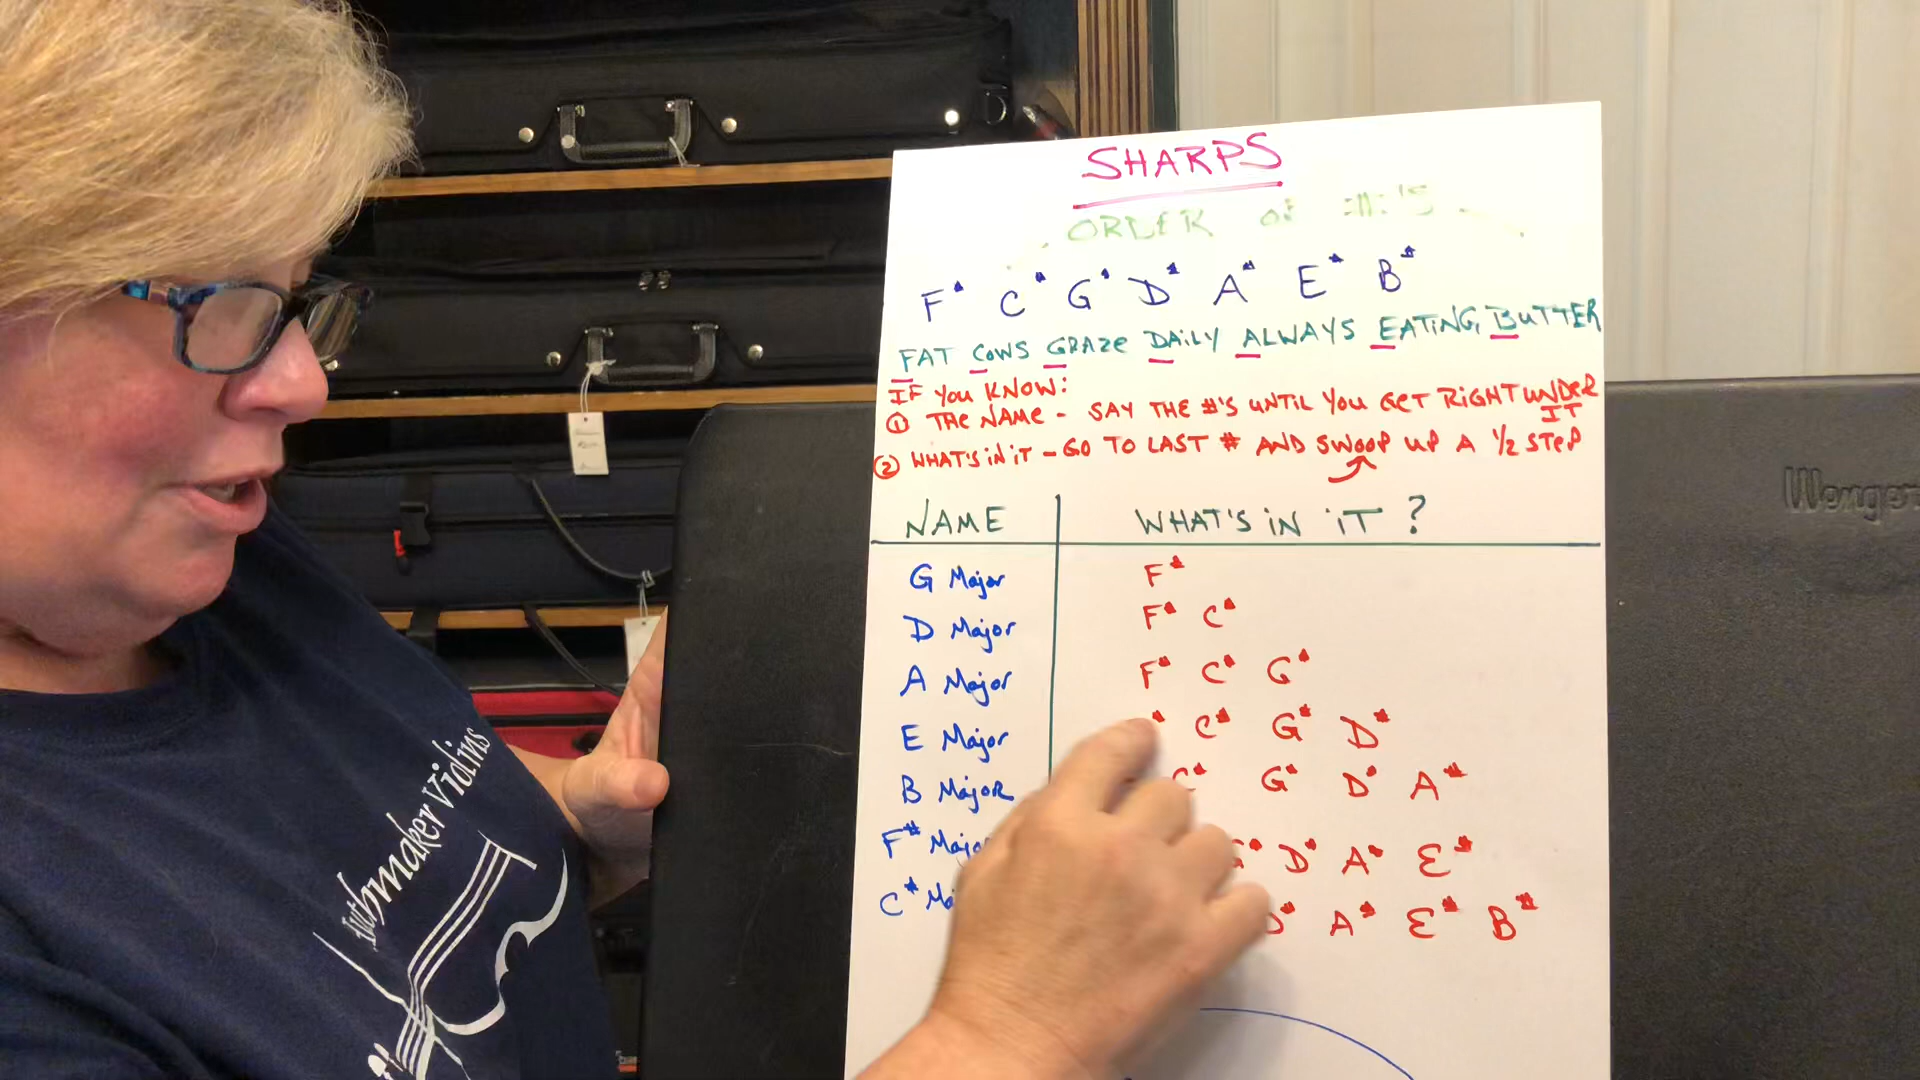 SHARPS
ORDER OF #'S
F# C# G# D# A# E# B#
FAT COWS GRAZE DAILY ALWAYS EATING BUTTER
IF YOU KNOW:
① THE NAME - SAY THE #'S UNTIL YOU GET RIGHT UNDER IT
② WHAT'S IN IT - GO TO LAST # AND SWOOP UP A 1/2 STEP
NAME WHAT'S IN IT ?
G Major F#
D Major F# C#
A Major F# C# G#
E Major # C# G# D#
B Major C# G# D# A#
F# Major G# D# A# E#
C# Ma D# A# E# B#
Wenger
Violins